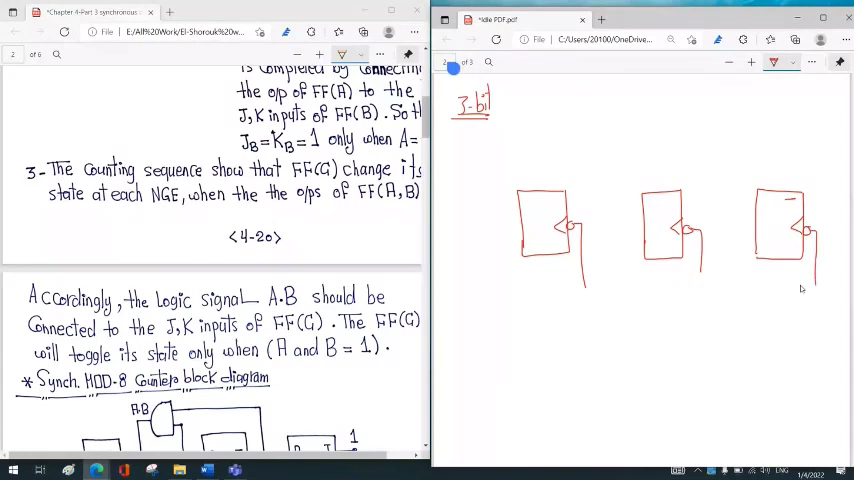 *Chapter 4-Part 3 synchronous c
E:/All%20Work/El-Shorouk%20w...
2 of 6
is completed by connecting
the o/p of FF(A) to the
J,K inputs of FF(B). So th
JB=KB=1 only when A=
3- The Counting sequence show that FF(C) change its
state at each NGE, when the the o/ps of FF(A,B)
<4-20>
Accordingly, the Logic signal A.B should be
Connected to the J,K inputs of FF(C). The FF(C)
will toggle its state only when (A and B = 1).
* Synch. MOD-8 Counter block diagram
A.B
1
J
*Idle PDF.pdf
C:/Users/20100/OneDrive...
2 of 3
3-bit
ENG
1/4/2022